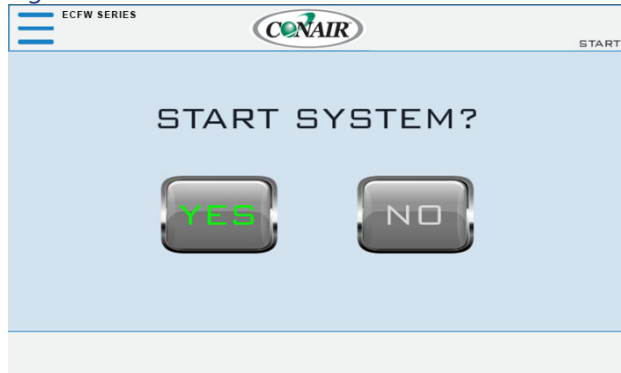 ECFW SERIES
CONAIR
START
START SYSTEM?
YES
NO